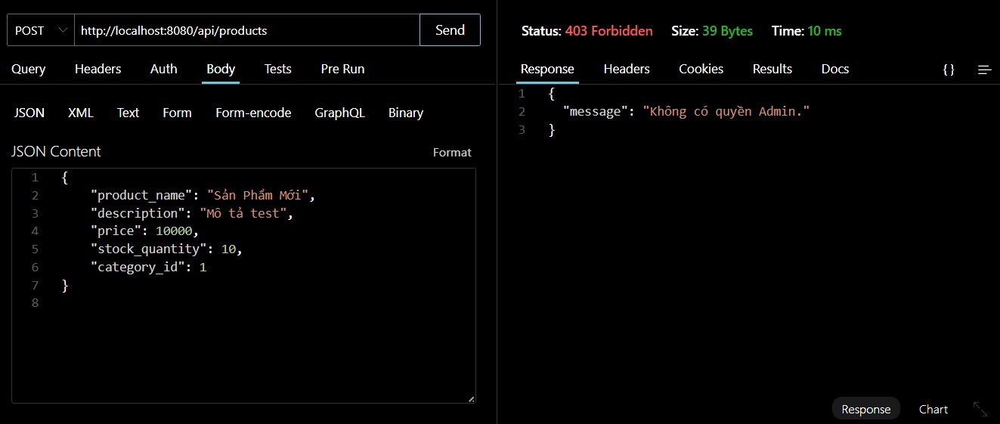 POST http://localhost:8080/api/products Send
Query Headers Auth Body Tests Pre Run
JSON XML Text Form Form-encode GraphQL Binary
JSON Content Format
1 {
2 "product_name": "Sản Phẩm Mới",
3 "description": "Mô tả test",
4 "price": 10000,
5 "stock_quantity": 10,
6 "category_id": 1
7 }
8
Status: 403 Forbidden Size: 39 Bytes Time: 10 ms
Response Headers Cookies Results Docs {}
1 {
2 "message": "Không có quyền Admin."
3 }
Response Chart